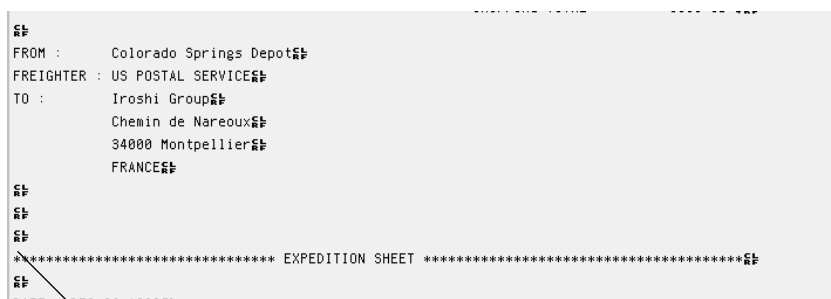 FROM : Colorado Springs Depot
FREIGHTER : US POSTAL SERVICE
TO : Iroshi Group
Chemin de Nareoux
34000 Montpellier
FRANCE
******************************** EXPEDITION SHEET ***************************************